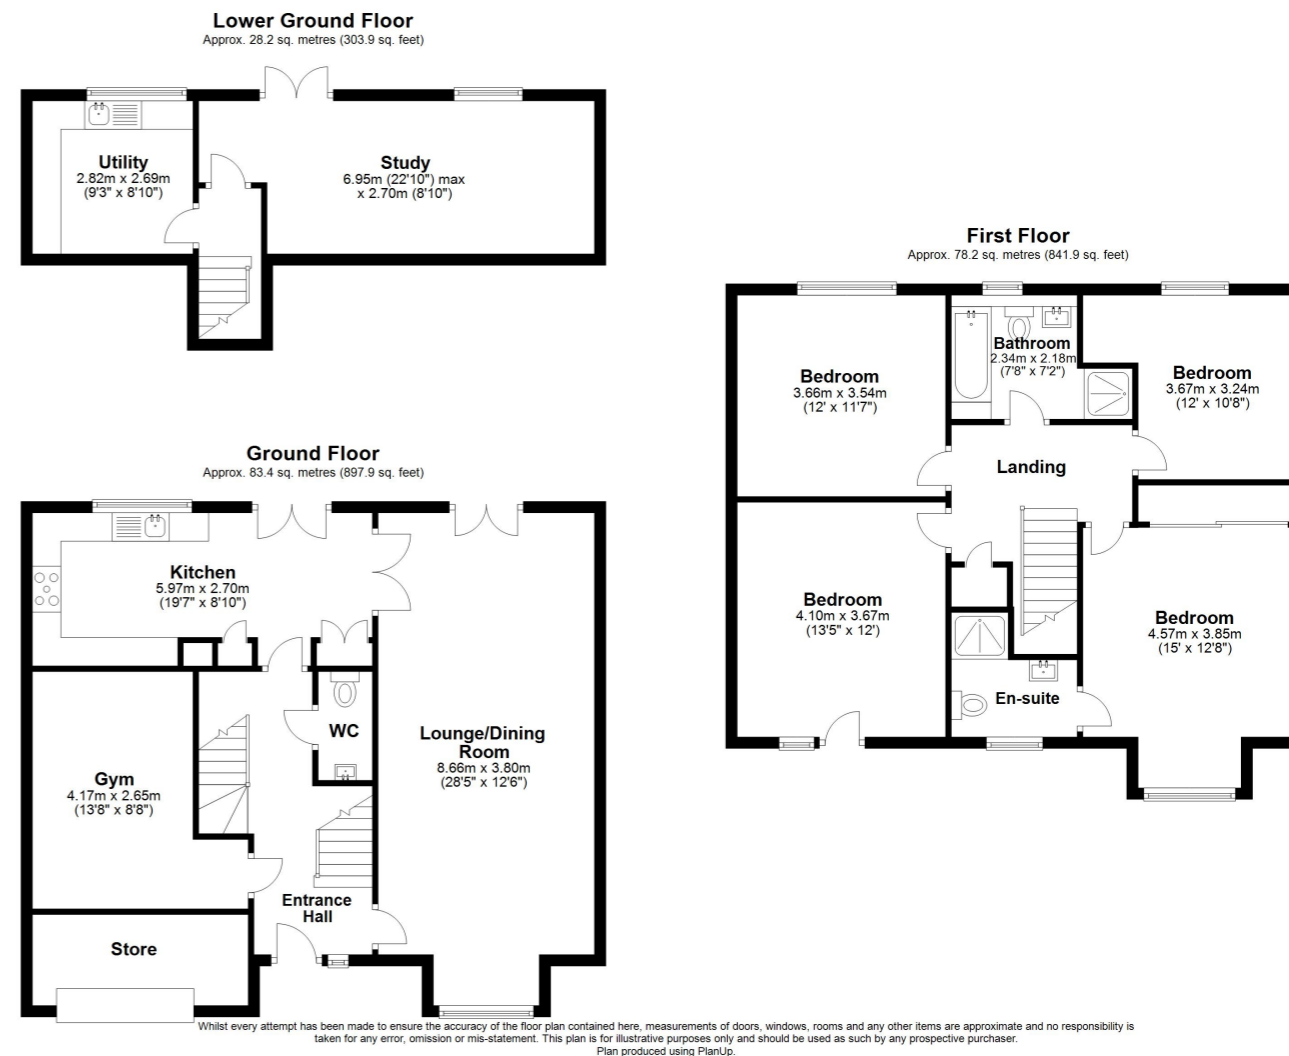 Lower Ground Floor
Approx. 28.2 sq. metres (303.9 sq. feet)
Utility
2.82m x 2.69m
(9'3" x 8'10")
Study
6.95m (22'10") max
x 2.70m (8'10")
First Floor
Approx. 78.2 sq. metres (841.9 sq. feet)
Bedroom
3.66m x 3.54m
(12' x 11'7")
Bathroom
2.34m x 2.18m
(7'8" x 7'2")
Bedroom
3.67m x 3.24m
(12' x 10'8")
Landing
Bedroom
4.10m x 3.67m
(13'5" x 12')
Bedroom
4.57m x 3.85m
(15' x 12'8")
En-suite
Ground Floor
Approx. 83.4 sq. metres (897.9 sq. feet)
Kitchen
5.97m x 2.70m
(19'7" x 8'10")
WC
Lounge/Dining
Room
8.66m x 3.80m
(28'5" x 12'6")
Gym
4.17m x 2.65m
(13'8" x 8'8")
Entrance
Hall
Store
Whilst every attempt has been made to ensure the accuracy of the floor plan contained here, measurements of doors, windows, rooms and any other items are approximate and no responsibility is
taken for any error, omission or mis-statement. This plan is for illustrative purposes only and should be used as such by any prospective purchaser.
Plan produced using PlanUp.